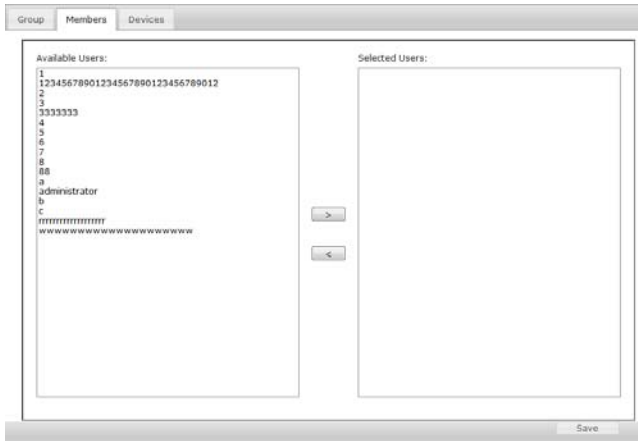 Group Members Devices
Available Users:
Selected Users:
1
12345678901234567890123456789012
2
3
3333333
4
5
6
7
8
88
a
administrator
b
c
rrrrrrrrrrrrrrrrrrrr
wwwwwwwwwwwwwwwwwwww
>
<
Save